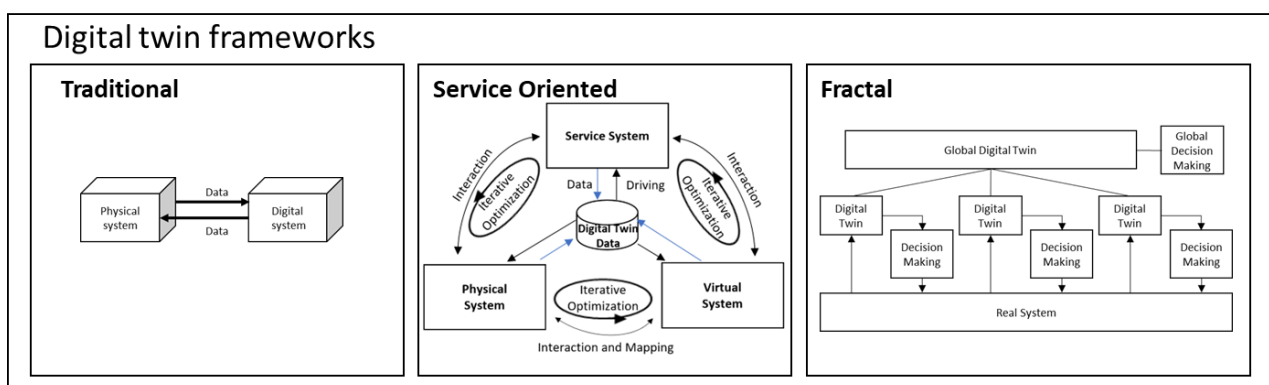 Digital twin frameworks
Traditional
Physical
system
Data
Data
Digital
system
Service Oriented
Service System
Interaction
Iterative
Optimization
Data
Driving
Iterative
Optimization
Interaction
Digital Twin
Data
Physical
System
Iterative
Optimization
Virtual
System
Interaction and Mapping
Fractal
Global Digital Twin
Global
Decision
Making
Digital
Twin
Decision
Making
Digital
Twin
Decision
Making
Digital
Twin
Decision
Making
Real System